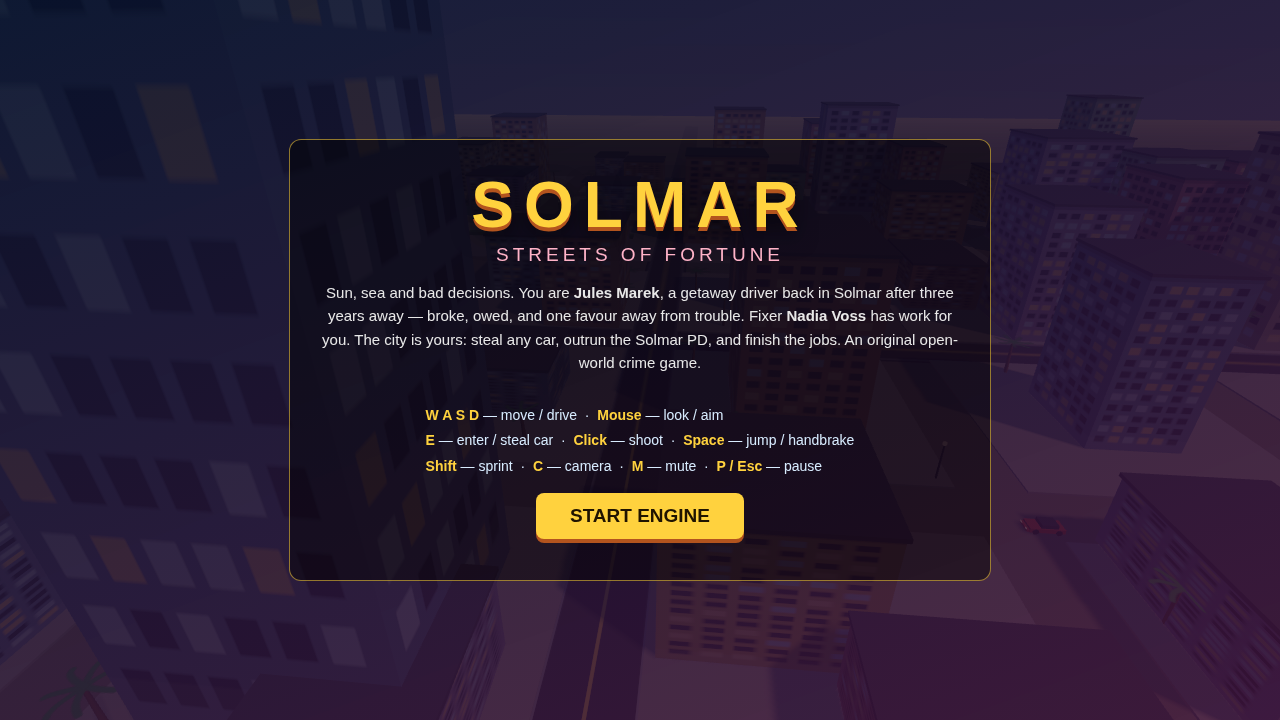 SOLMAR
STREETS OF FORTUNE
Sun, sea and bad decisions. You are Jules Marek, a getaway driver back in Solmar after three
years away — broke, owed, and one favour away from trouble. Fixer Nadia Voss has work for
you. The city is yours: steal any car, outrun the Solmar PD, and finish the jobs. An original open-
world crime game.
W A S D — move / drive · Mouse — look / aim
E — enter / steal car · Click — shoot · Space — jump / handbrake
Shift — sprint · C — camera · M — mute · P / Esc — pause
START ENGINE